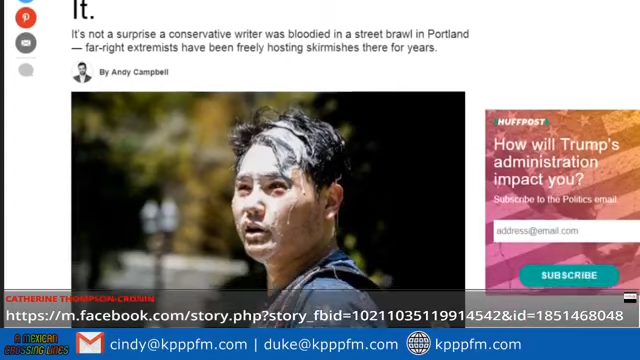 It.
It's not a surprise a conservative writer was bloodied in a street brawl in Portland
— far-right extremists have been freely hosting skirmishes there for years.
By Andy Campbell
HUFFPOST
How will Trump's
administration
impact you?
Subscribe to the Politics email.
address@email.com
SUBSCRIBE
CATHERINE THOMPSON-CRONIN
https://m.facebook.com/story.php?story_fbid=10211035119914542&id=1851468048
A MEXICAN
CROSSING LINES
cindy@kpppfm.com | duke@kpppfm.com
kpppfm.com